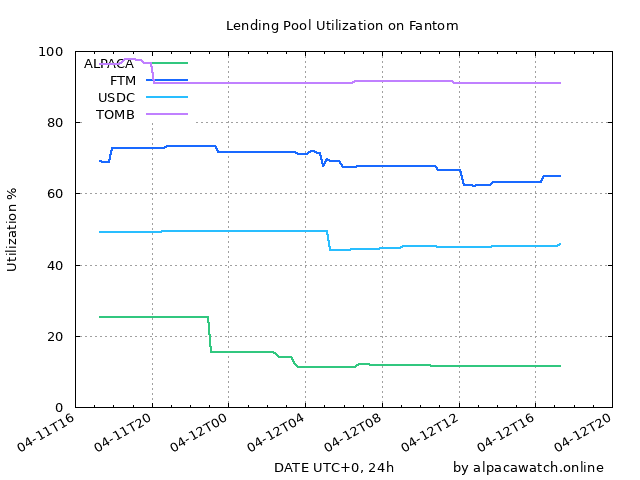 Lending Pool Utilization on Fantom
100
80
60
40
20
0
Utilization %
ALPACA
FTM
USDC
TOMB
04-11T16
04-11T20
04-12T00
04-12T04
04-12T08
04-12T12
04-12T16
04-12T20
DATE UTC+0, 24h
by alpacawatch.online